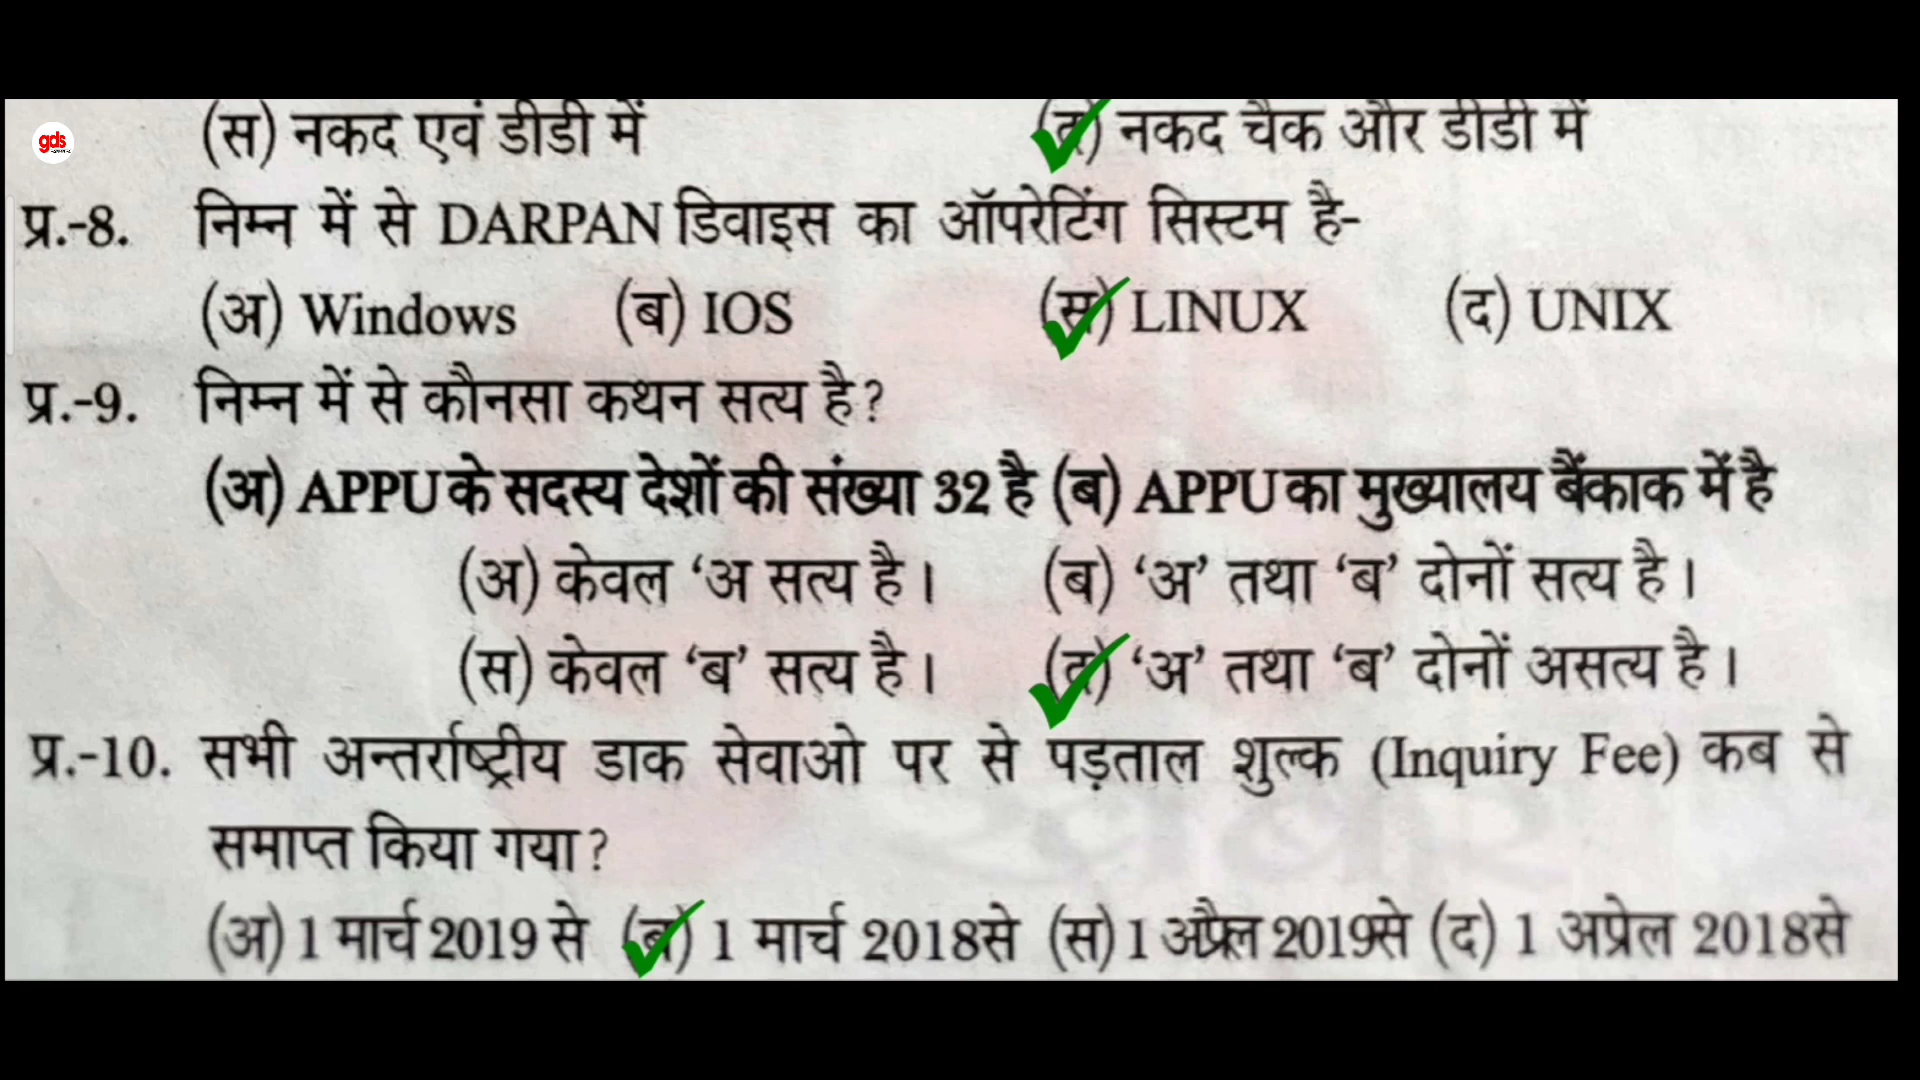 gds
(स) नकद एवं डीडी में (द) नकद चैक और डीडी में
प्र.-8. निम्न में से DARPAN डिवाइस का ऑपरेटिंग सिस्टम है-
(अ) Windows (ब) IOS (स) LINUX (द) UNIX
प्र.-9. निम्न में से कौनसा कथन सत्य है?
(अ) APPU के सदस्य देशों की संख्या 32 है (ब) APPU का मुख्यालय बैंकाक में है
(अ) केवल ‘अ सत्य है। (ब) ‘अ’ तथा ‘ब’ दोनों सत्य है।
(स) केवल ‘ब’ सत्य है। (द) ‘अ’ तथा ‘ब’ दोनों असत्य है।
प्र.-10. सभी अन्तर्राष्ट्रीय डाक सेवाओ पर से पड़ताल शुल्क (Inquiry Fee) कब से
समाप्त किया गया?
(अ) 1 मार्च 2019 से (ब) 1 मार्च 2018से (स) 1 अप्रैल 2019से (द) 1 अप्रेल 2018से